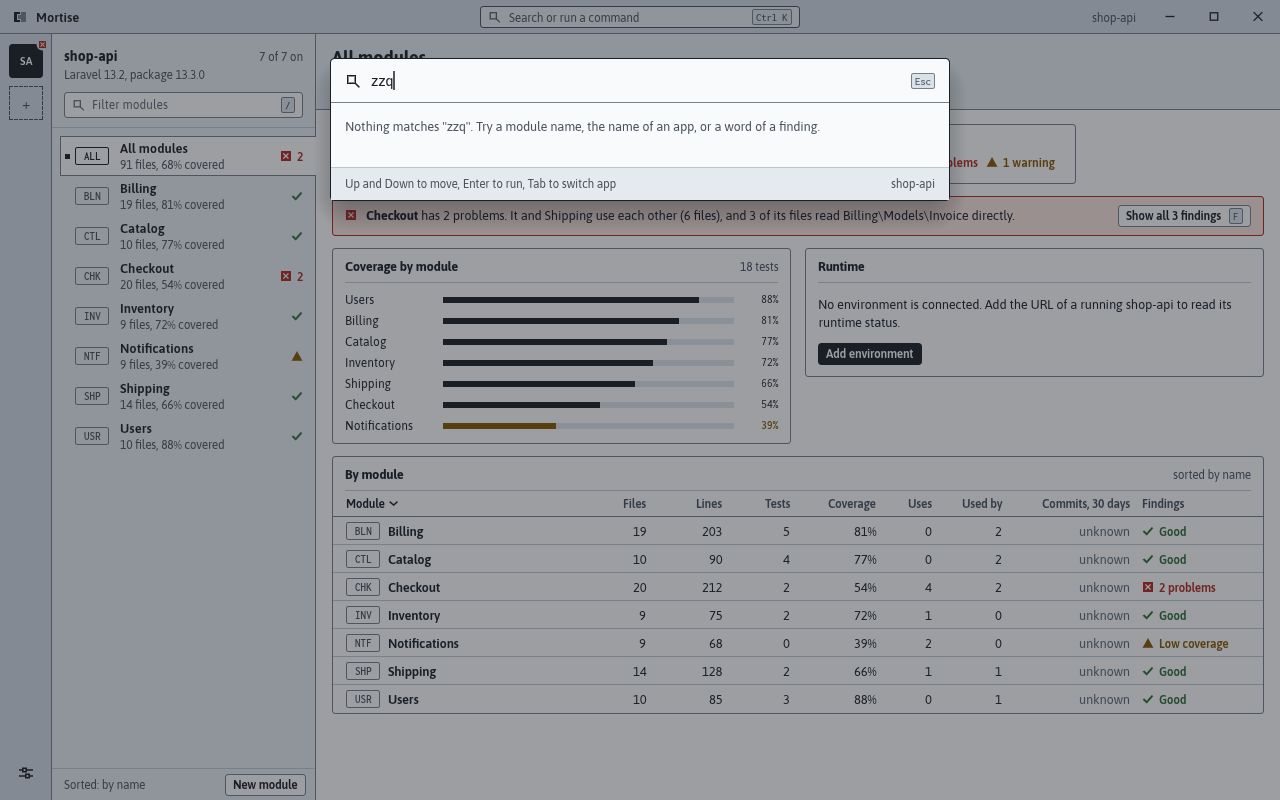 Mortise
Search or run a command
Ctrl K
shop-api
SA
+
shop-api
7 of 7 on
Laravel 13.2, package 13.3.0
Filter modules
/
ALL
All modules
91 files, 68% covered
2
BLN
Billing
19 files, 81% covered
CTL
Catalog
10 files, 77% covered
CHK
Checkout
20 files, 54% covered
2
INV
Inventory
9 files, 72% covered
NTF
Notifications
9 files, 39% covered
SHP
Shipping
14 files, 66% covered
USR
Users
10 files, 88% covered
Sorted: by name
New module
All modules
zzq
Esc
Nothing matches "zzq". Try a module name, the name of an app, or a word of a finding.
Up and Down to move, Enter to run, Tab to switch app
shop-api
1 warning
Checkout has 2 problems. It and Shipping use each other (6 files), and 3 of its files read Billing\Models\Invoice directly.
Show all 3 findings F
Coverage by module
18 tests
Users 88%
Billing 81%
Catalog 77%
Inventory 72%
Shipping 66%
Checkout 54%
Notifications 39%
Runtime
No environment is connected. Add the URL of a running shop-api to read its
runtime status.
Add environment
By module
sorted by name
Module Files Lines Tests Coverage Uses Used by Commits, 30 days Findings
BLN Billing 19 203 5 81% 0 2 unknown Good
CTL Catalog 10 90 4 77% 0 2 unknown Good
CHK Checkout 20 212 2 54% 4 2 unknown 2 problems
INV Inventory 9 75 2 72% 1 0 unknown Good
NTF Notifications 9 68 0 39% 2 0 unknown Low coverage
SHP Shipping 14 128 2 66% 1 1 unknown Good
USR Users 10 85 3 88% 0 1 unknown Good